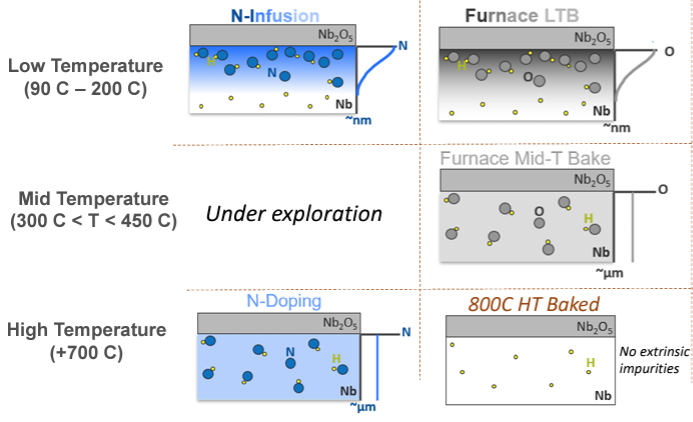 N-Infusion
Furnace LTB
Low Temperature
(90 C – 200 C)
Nb₂O₅
N
H
N
Nb
~nm
Nb₂O₅
O
H
O
Nb
~nm
Mid Temperature
(300 C < T < 450 C)
Under exploration
Furnace Mid-T Bake
Nb₂O₅
O
O
H
Nb
~μm
High Temperature
(+700 C)
N-Doping
Nb₂O₅
N
N
H
Nb
~μm
800C HT Baked
Nb₂O₅
H
Nb
No extrinsic
impurities